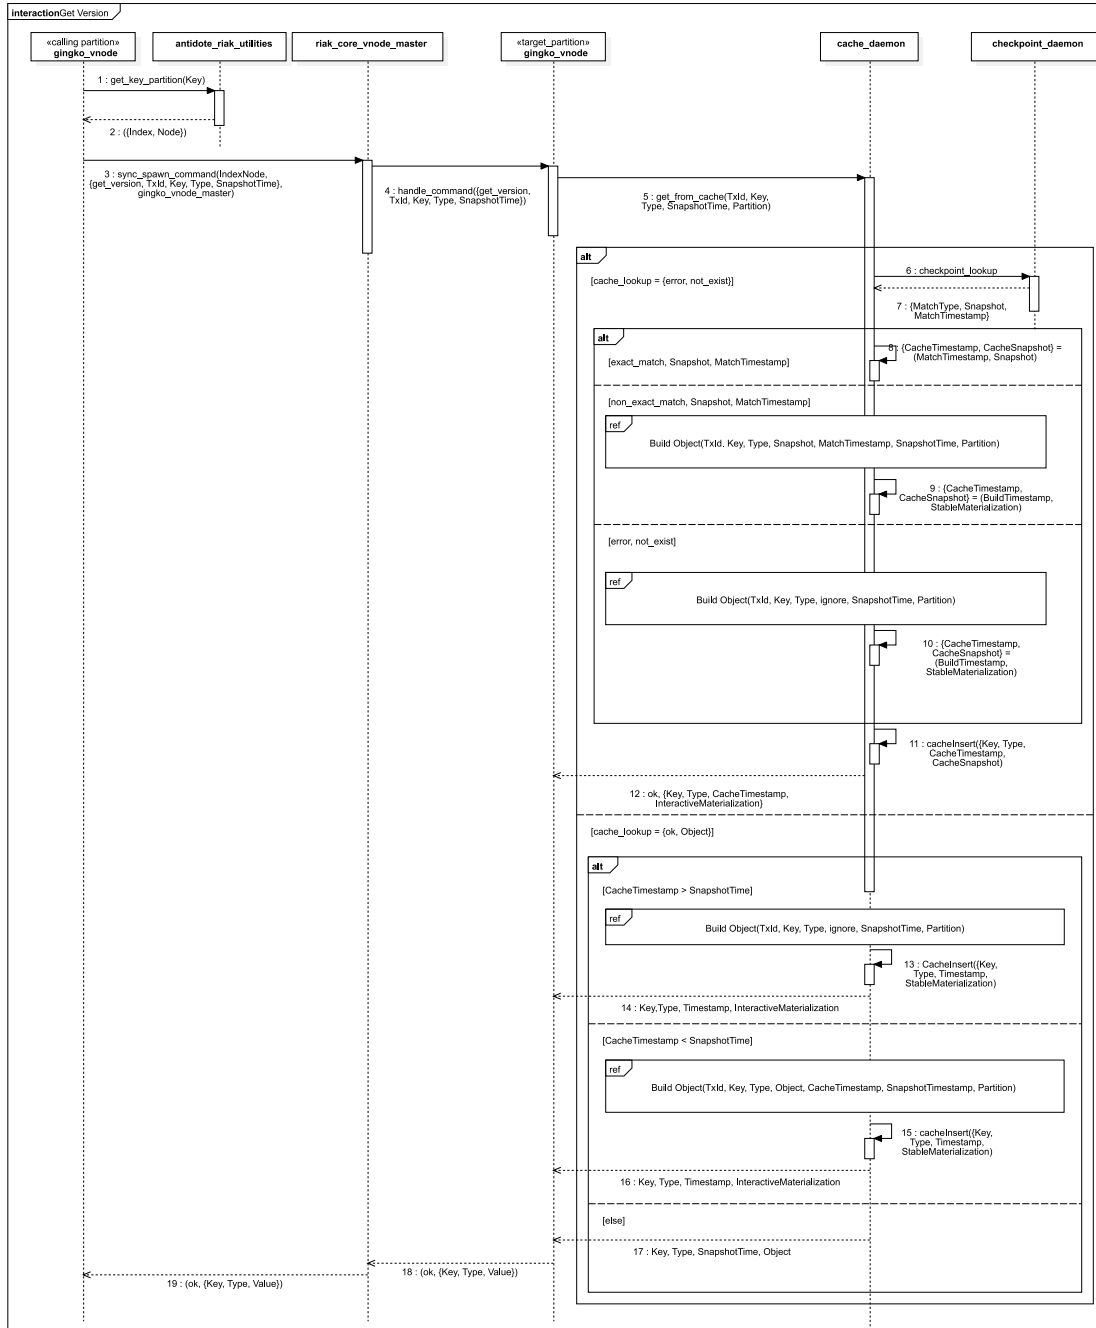 interactionGet Version
«calling partition»
gingko_vnode
antidote_riak_utilities
riak_core_vnode_master
«target_partition»
gingko_vnode
cache_daemon
checkpoint_daemon
1 : get_key_partition(Key)
2 : ({Index, Node})
3 : sync_spawn_command(IndexNode,
{get_version, TxId, Key, Type, SnapshotTime},
gingko_vnode_master)
4 : handle_command({get_version,
TxId, Key, Type, SnapshotTime})
5 : get_from_cache(TxId, Key,
Type, SnapshotTime, Partition)
alt
[cache_lookup = {error, not_exist}]
6 : checkpoint_lookup
7 : {MatchType, Snapshot,
MatchTimestamp}
alt
8 : {CacheTimestamp, CacheSnapshot} =
(MatchTimestamp, Snapshot)
[exact_match, Snapshot, MatchTimestamp]
[non_exact_match, Snapshot, MatchTimestamp]
ref
Build Object(TxId, Key, Type, Snapshot, MatchTimestamp, SnapshotTime, Partition)
9 : {CacheTimestamp,
CacheSnapshot} = (BuildTimestamp,
StableMaterialization)
[error, not_exist]
ref
Build Object(TxId, Key, Type, ignore, SnapshotTime, Partition)
10 : {CacheTimestamp,
CacheSnapshot} =
(BuildTimestamp,
StableMaterialization)
11 : cacheInsert({Key, Type,
CacheTimestamp,
CacheSnapshot)
12 : ok, {Key, Type, CacheTimestamp,
InteractiveMaterialization}
[cache_lookup = {ok, Object}]
alt
[CacheTimestamp > SnapshotTime]
ref
Build Object(TxId, Key, Type, ignore, SnapshotTime, Partition)
13 : CacheInsert({Key,
Type, Timestamp,
StableMaterialization)
14 : Key,Type, Timestamp, InteractiveMaterialization
[CacheTimestamp < SnapshotTime]
ref
Build Object(TxId, Key, Type, Object, CacheTimestamp, SnapshotTimestamp, Partition)
15 : cacheInsert({Key,
Type, Timestamp,
StableMaterialization)
16 : Key, Type, Timestamp, InteractiveMaterialization
[else]
17 : Key, Type, SnapshotTime, Object
18 : (ok, {Key, Type, Value})
19 : (ok, {Key, Type, Value})